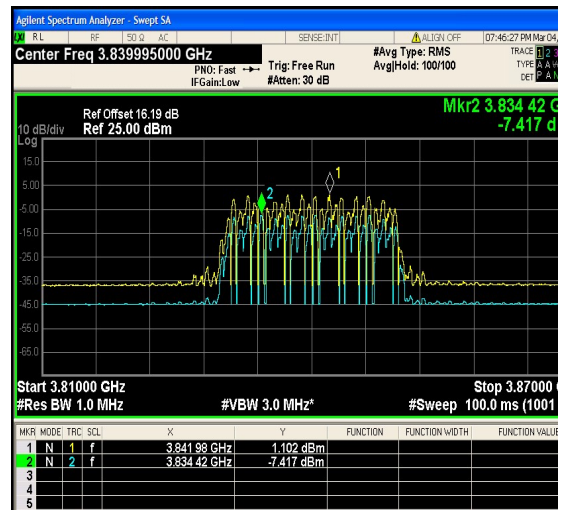 Agilent Spectrum Analyzer - Swept SA
RL RF 50 Ω AC SENSE:INT ALIGN OFF 07:46:27 PM Mar 04,
Center Freq 3.839995000 GHz #Avg Type: RMS TRACE 1 2 3
PNO: Fast Trig: Free Run Avg|Hold: 100/100 TYPE A A
IFGain:Low #Atten: 30 dB DET P A N
Mkr2 3.834 42 G
Ref Offset 16.19 dB
10 dB/div Ref 25.00 dBm -7.417 d
Log
15.0
5.00
1
2
-5.00
-15.0
-25.0
-35.0
-45.0
-55.0
-65.0
Start 3.81000 GHz Stop 3.87000
#Res BW 1.0 MHz #VBW 3.0 MHz* #Sweep 100.0 ms (1001
MKR MODE TRC SCL X Y FUNCTION FUNCTION WIDTH FUNCTION VALUE
1 N 1 f 3.841 98 GHz 1.102 dBm
2 N 2 f 3.834 42 GHz -7.417 dBm
3
4
5